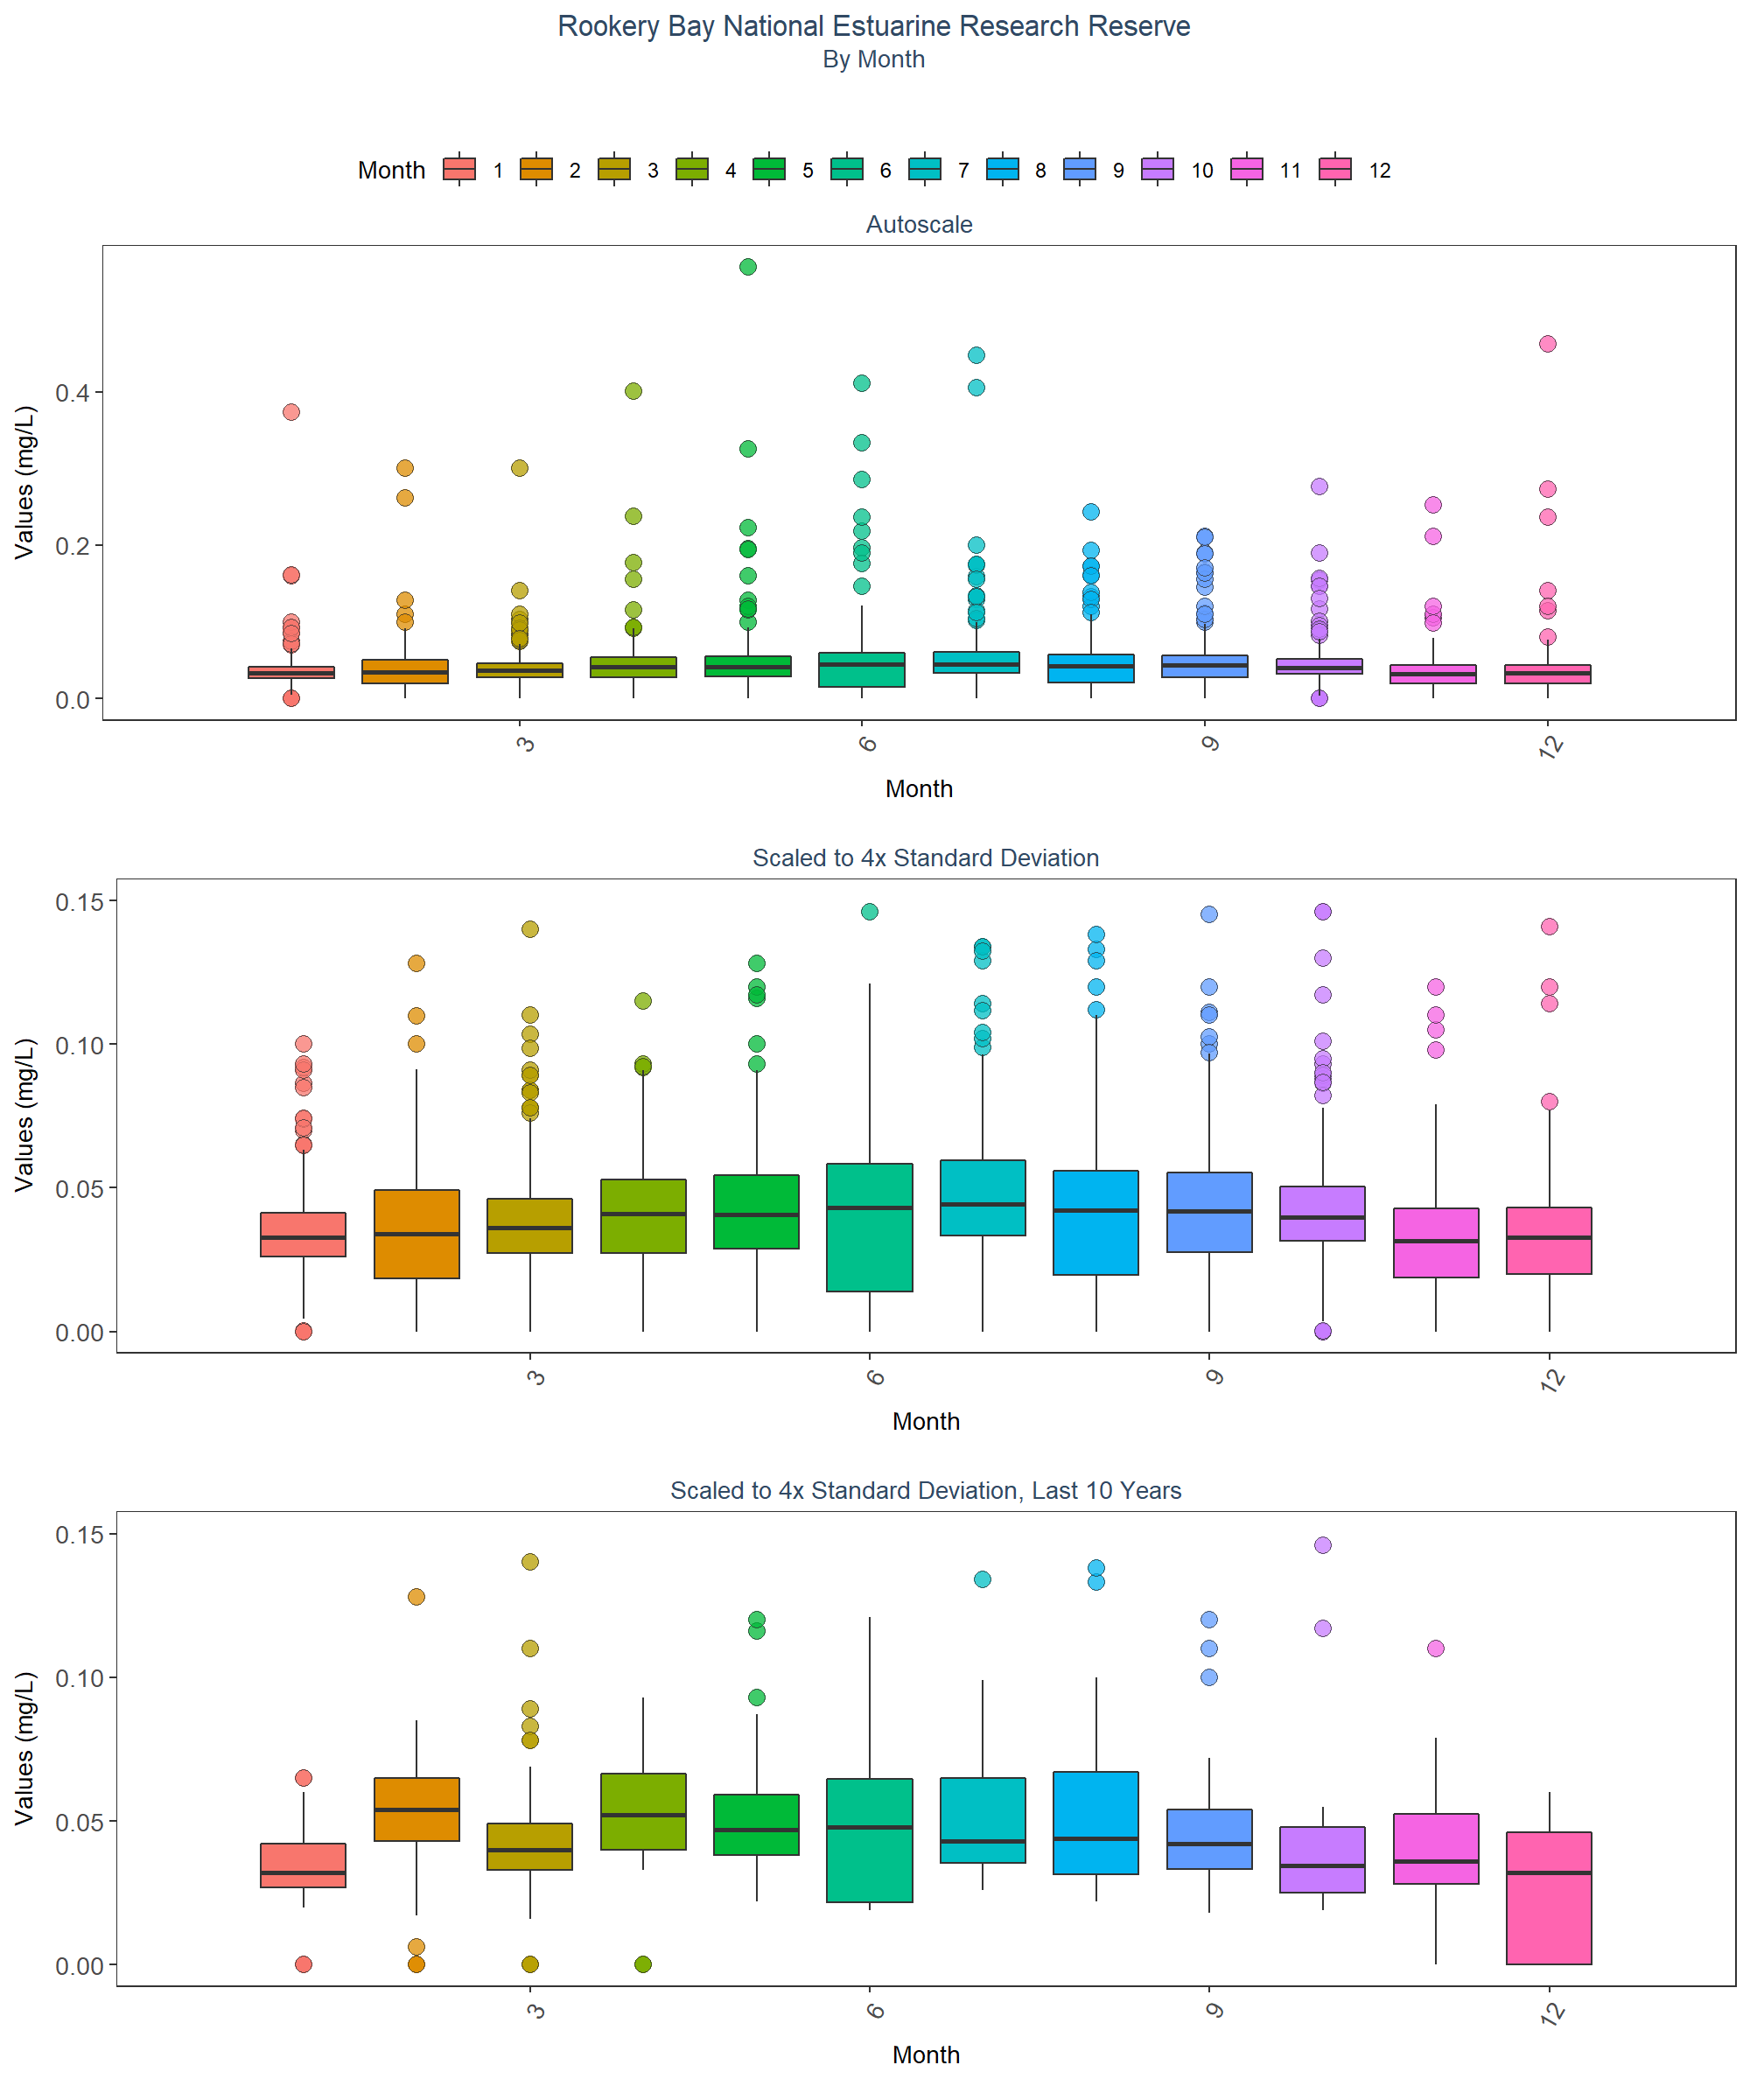 Rookery Bay National Estuarine Research Reserve
By Month
Month 1 2 3 4 5 6 7 8 9 10 11 12
Autoscale
Values (mg/L)
0.4
0.2
0.0
3 6 9 12
Month
Scaled to 4x Standard Deviation
Values (mg/L)
0.15
0.10
0.05
0.00
3 6 9 12
Month
Scaled to 4x Standard Deviation, Last 10 Years
Values (mg/L)
0.15
0.10
0.05
0.00
3 6 9 12
Month